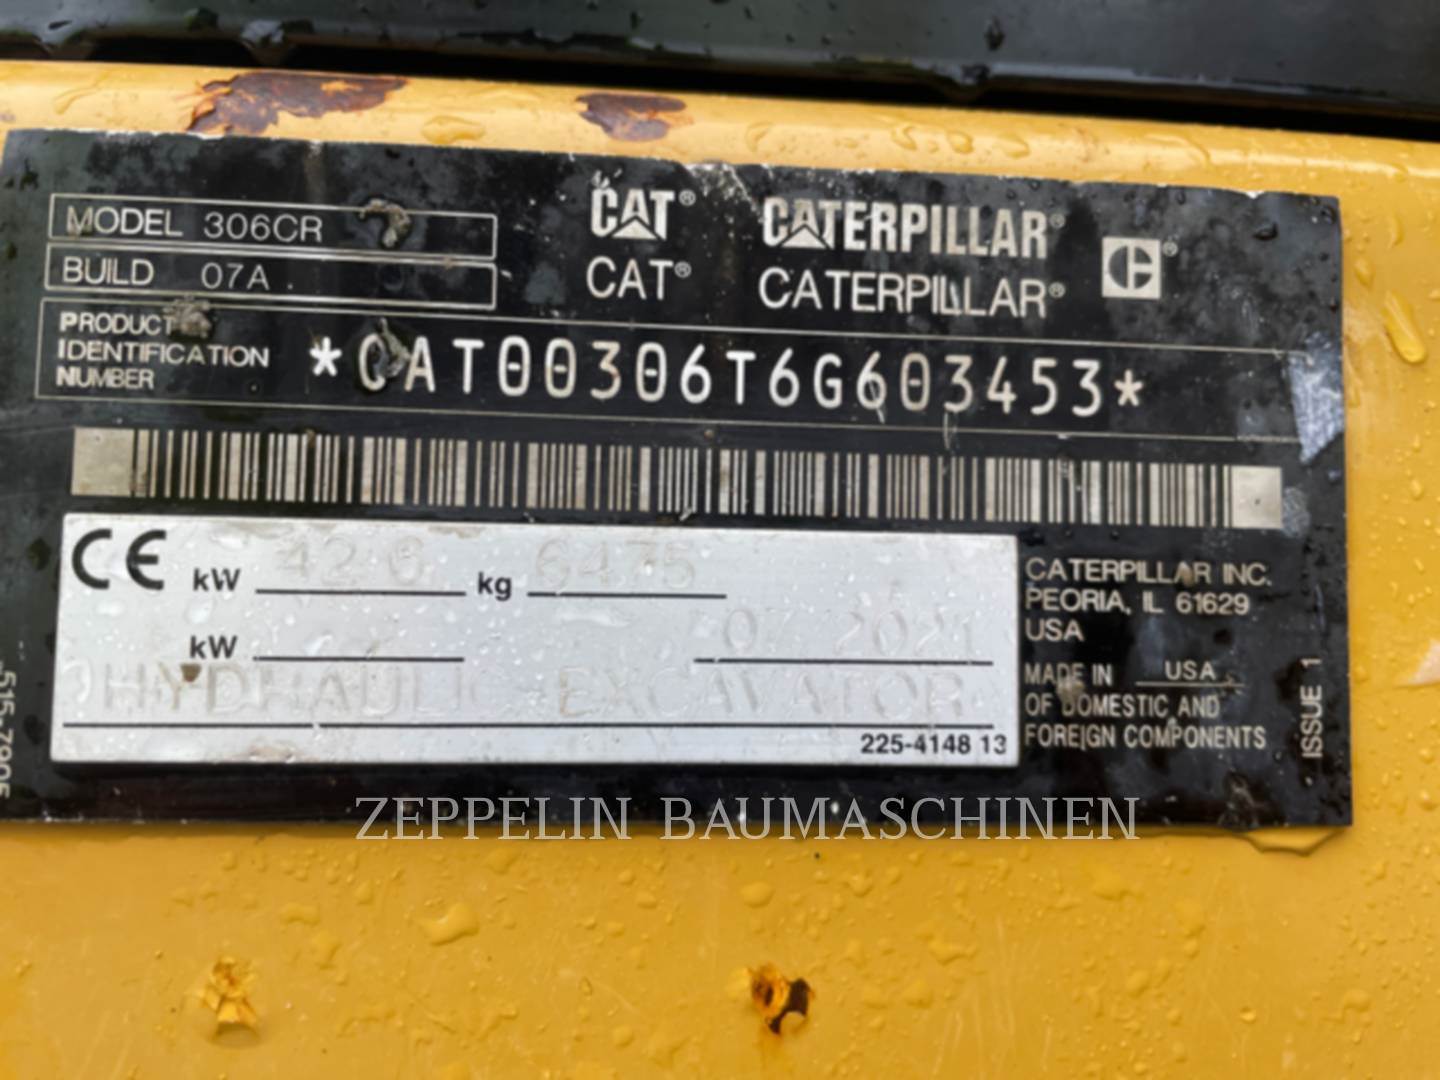 MODEL 306CR
BUILD 07A
CAT® CATERPILLAR® ®
CAT® CATERPILLAR®
PRODUCT
IDENTIFICATION
NUMBER
*CAT00306T6G603453*
CE kW 42.6 kg 6475
kW 07 2021
HYDRAULIC EXCAVATOR
225-4148 13
CATERPILLAR INC.
PEORIA, IL 61629
USA
MADE IN USA
OF DOMESTIC AND
FOREIGN COMPONENTS
ISSUE 1
ZEPPELIN BAUMASCHINEN